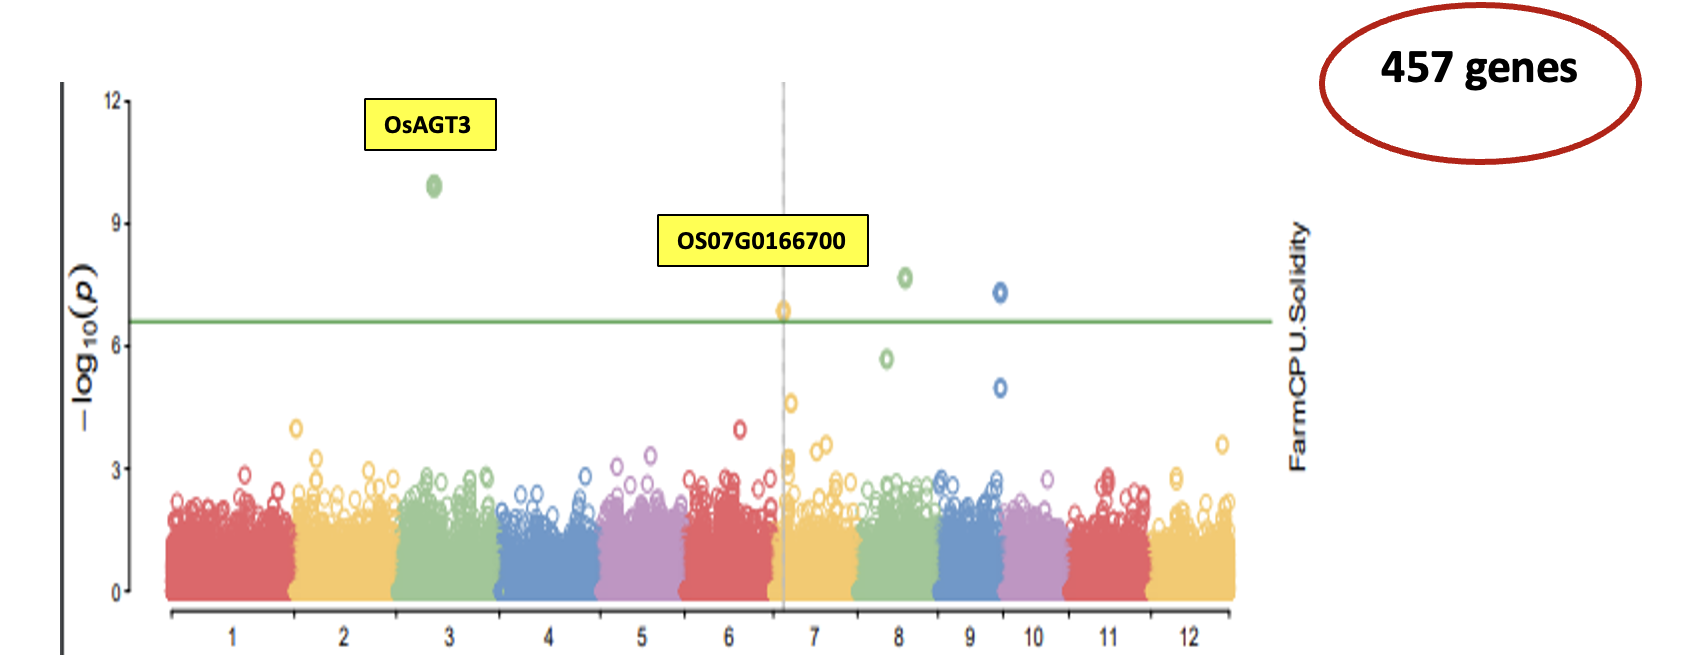 457 genes
12
OsAGT3
9
OS07G0166700
6
3
0
−log₁₀(p)
FarmCPU.Solidity
1 2 3 4 5 6 7 8 9 10 11 12